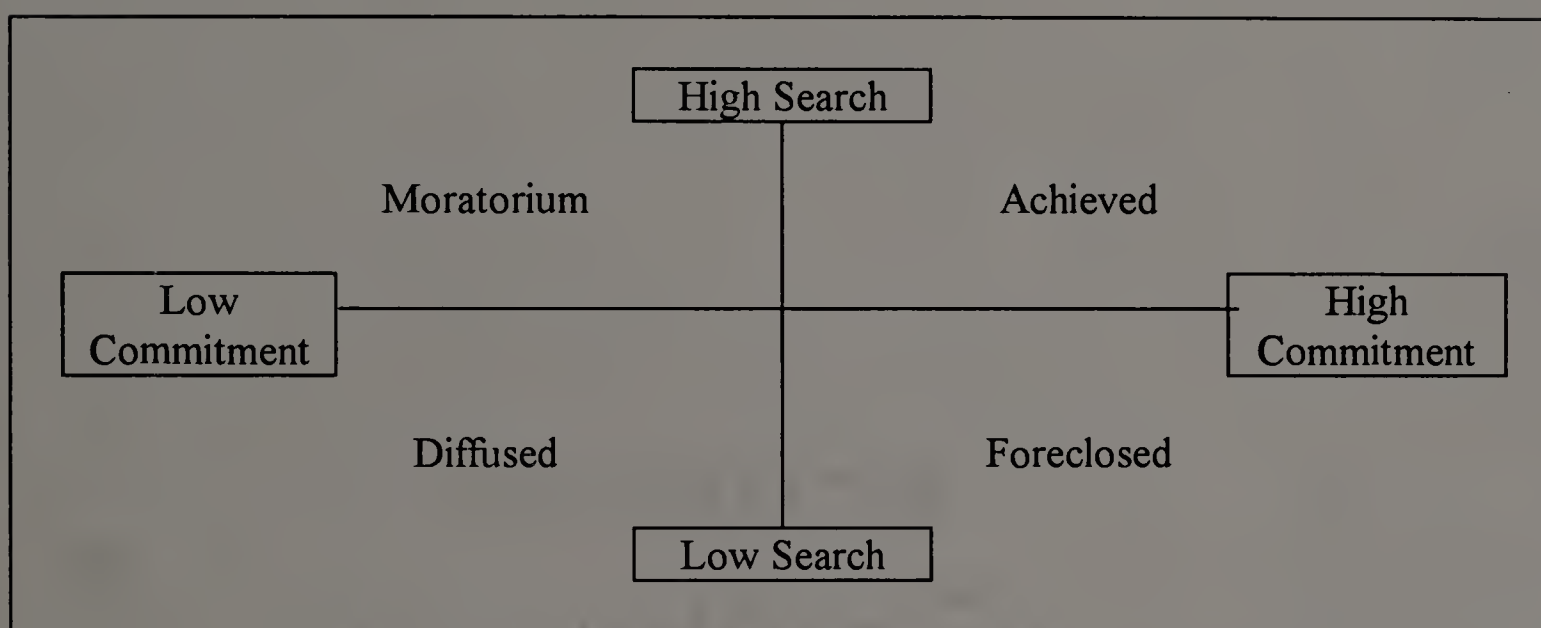 High Search
Moratorium
Achieved
Low
Commitment
High
Commitment
Diffused
Foreclosed
Low Search